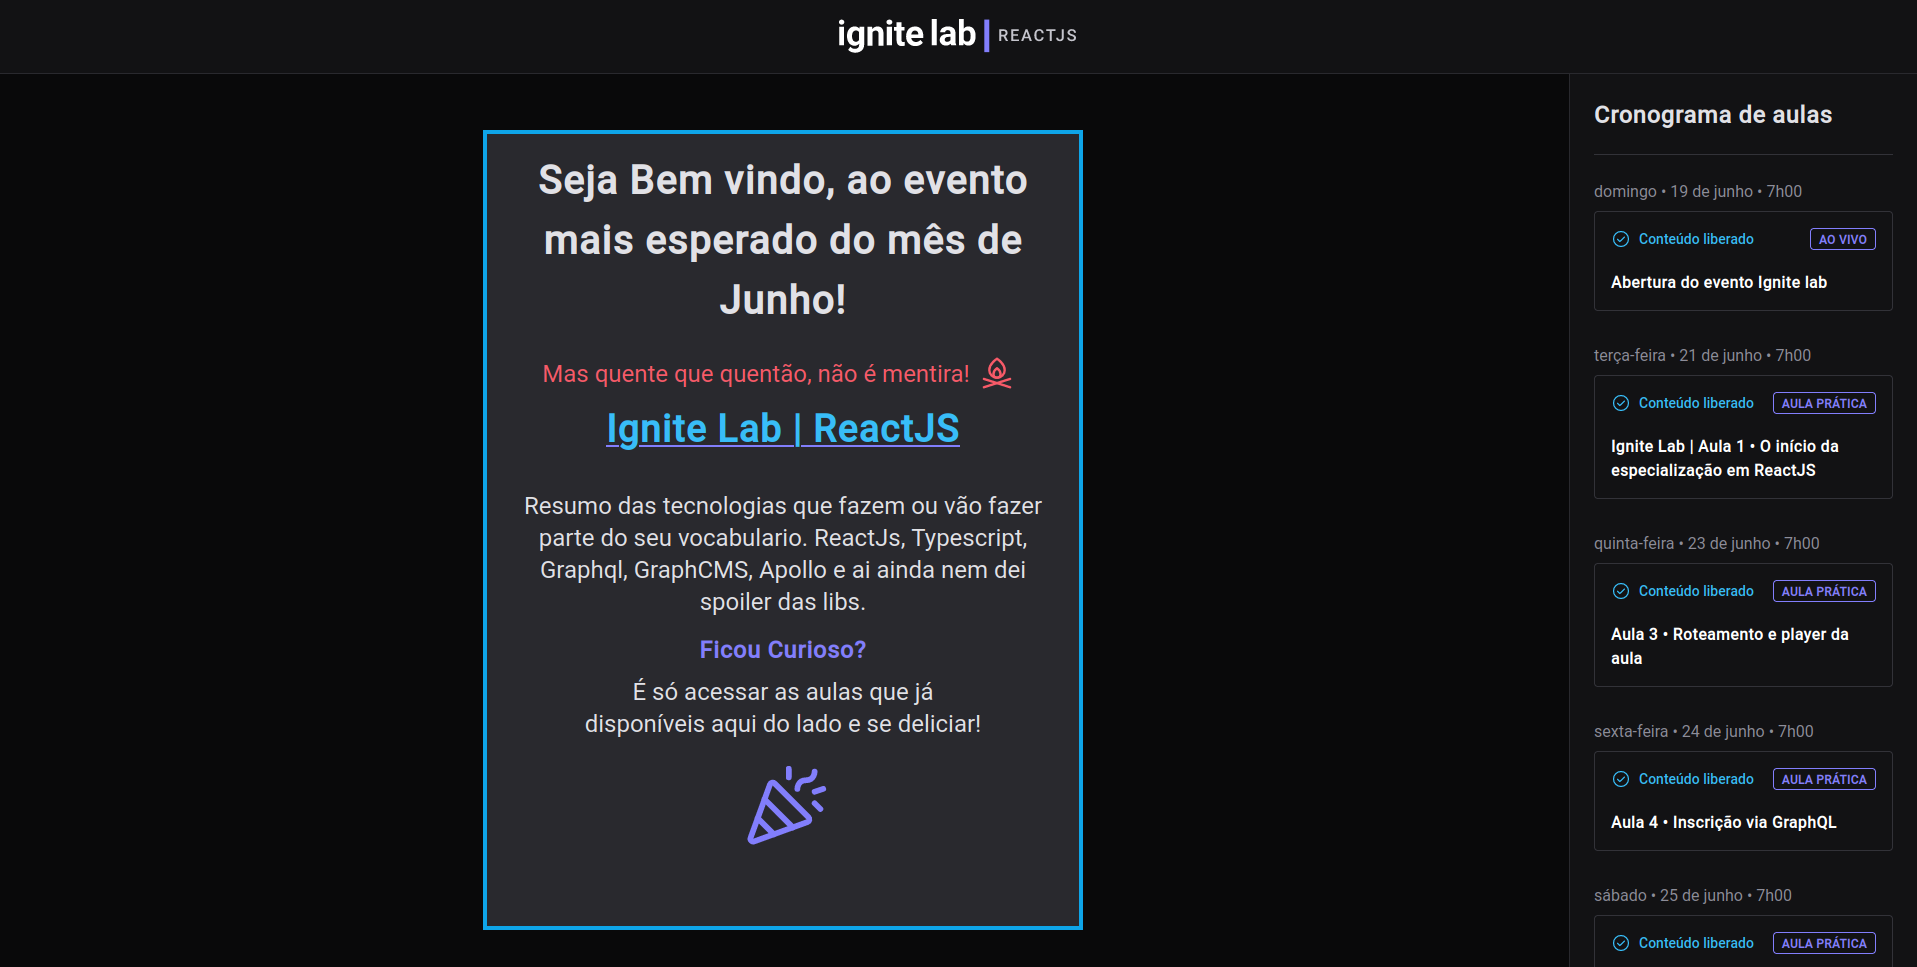 ignite lab | REACTJS
Seja Bem vindo, ao evento
mais esperado do mês de
Junho!
Mas quente que quentão, não é mentira!
Ignite Lab | ReactJS
Resumo das tecnologias que fazem ou vão fazer
parte do seu vocabulario. ReactJs, Typescript,
Graphql, GraphCMS, Apollo e ai ainda nem dei
spoiler das libs.
Ficou Curioso?
É só acessar as aulas que já
disponíveis aqui do lado e se deliciar!
Cronograma de aulas
domingo • 19 de junho • 7h00
Conteúdo liberado AO VIVO
Abertura do evento Ignite lab
terça-feira • 21 de junho • 7h00
Conteúdo liberado AULA PRÁTICA
Ignite Lab | Aula 1 • O início da
especialização em ReactJS
quinta-feira • 23 de junho • 7h00
Conteúdo liberado AULA PRÁTICA
Aula 3 • Roteamento e player da
aula
sexta-feira • 24 de junho • 7h00
Conteúdo liberado AULA PRÁTICA
Aula 4 • Inscrição via GraphQL
sábado • 25 de junho • 7h00
Conteúdo liberado AULA PRÁTICA